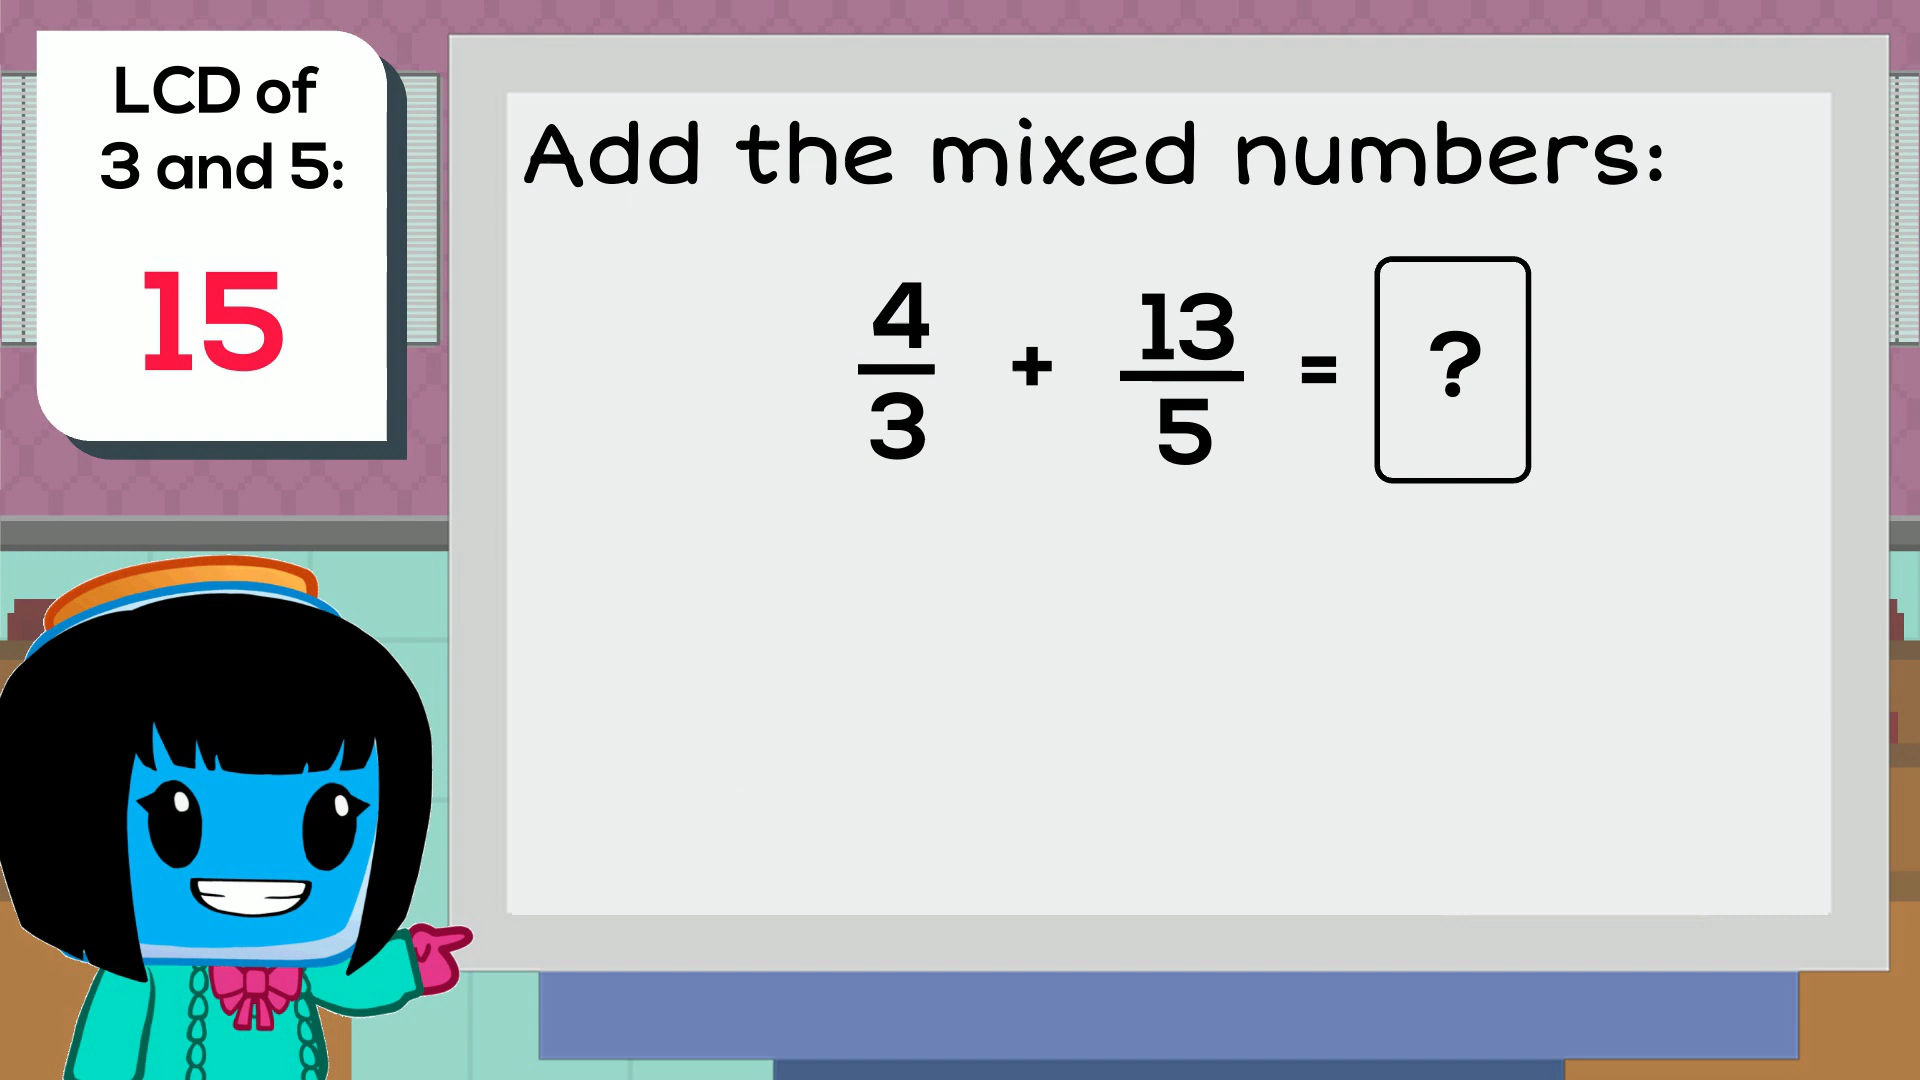 LCD of
3 and 5:
15
Add the mixed numbers:
4/3 + 13/5 = ?